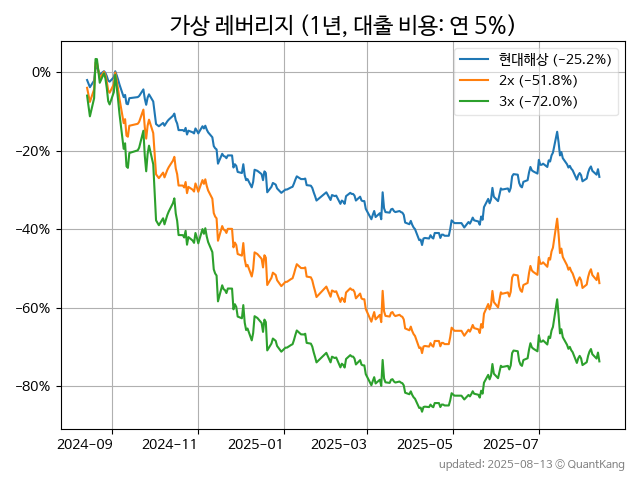 가상 레버리지 (1년, 대출 비용: 연 5%)
현대해상 (−25.2%)
2x (−51.8%)
3x (−72.0%)
0%
−20%
−40%
−60%
−80%
2024-09 2024-11 2025-01 2025-03 2025-05 2025-07
updated: 2025-08-13 © QuantKang